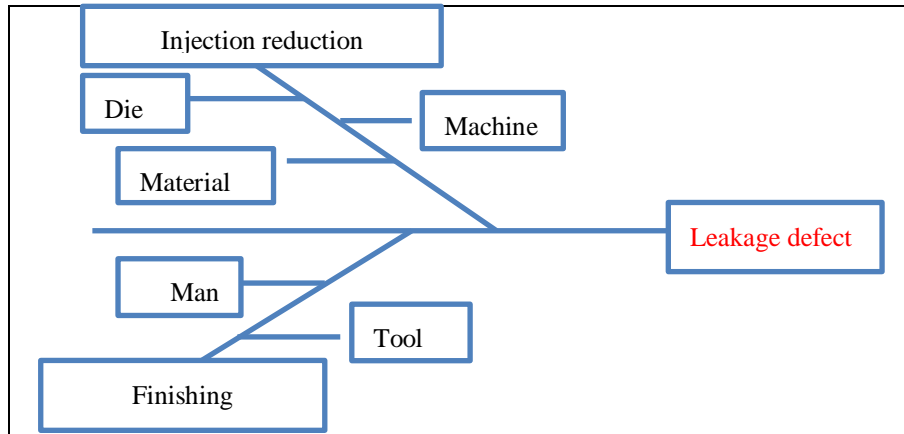 Injection reduction
Die
Machine
Material
Leakage defect
Man
Tool
Finishing